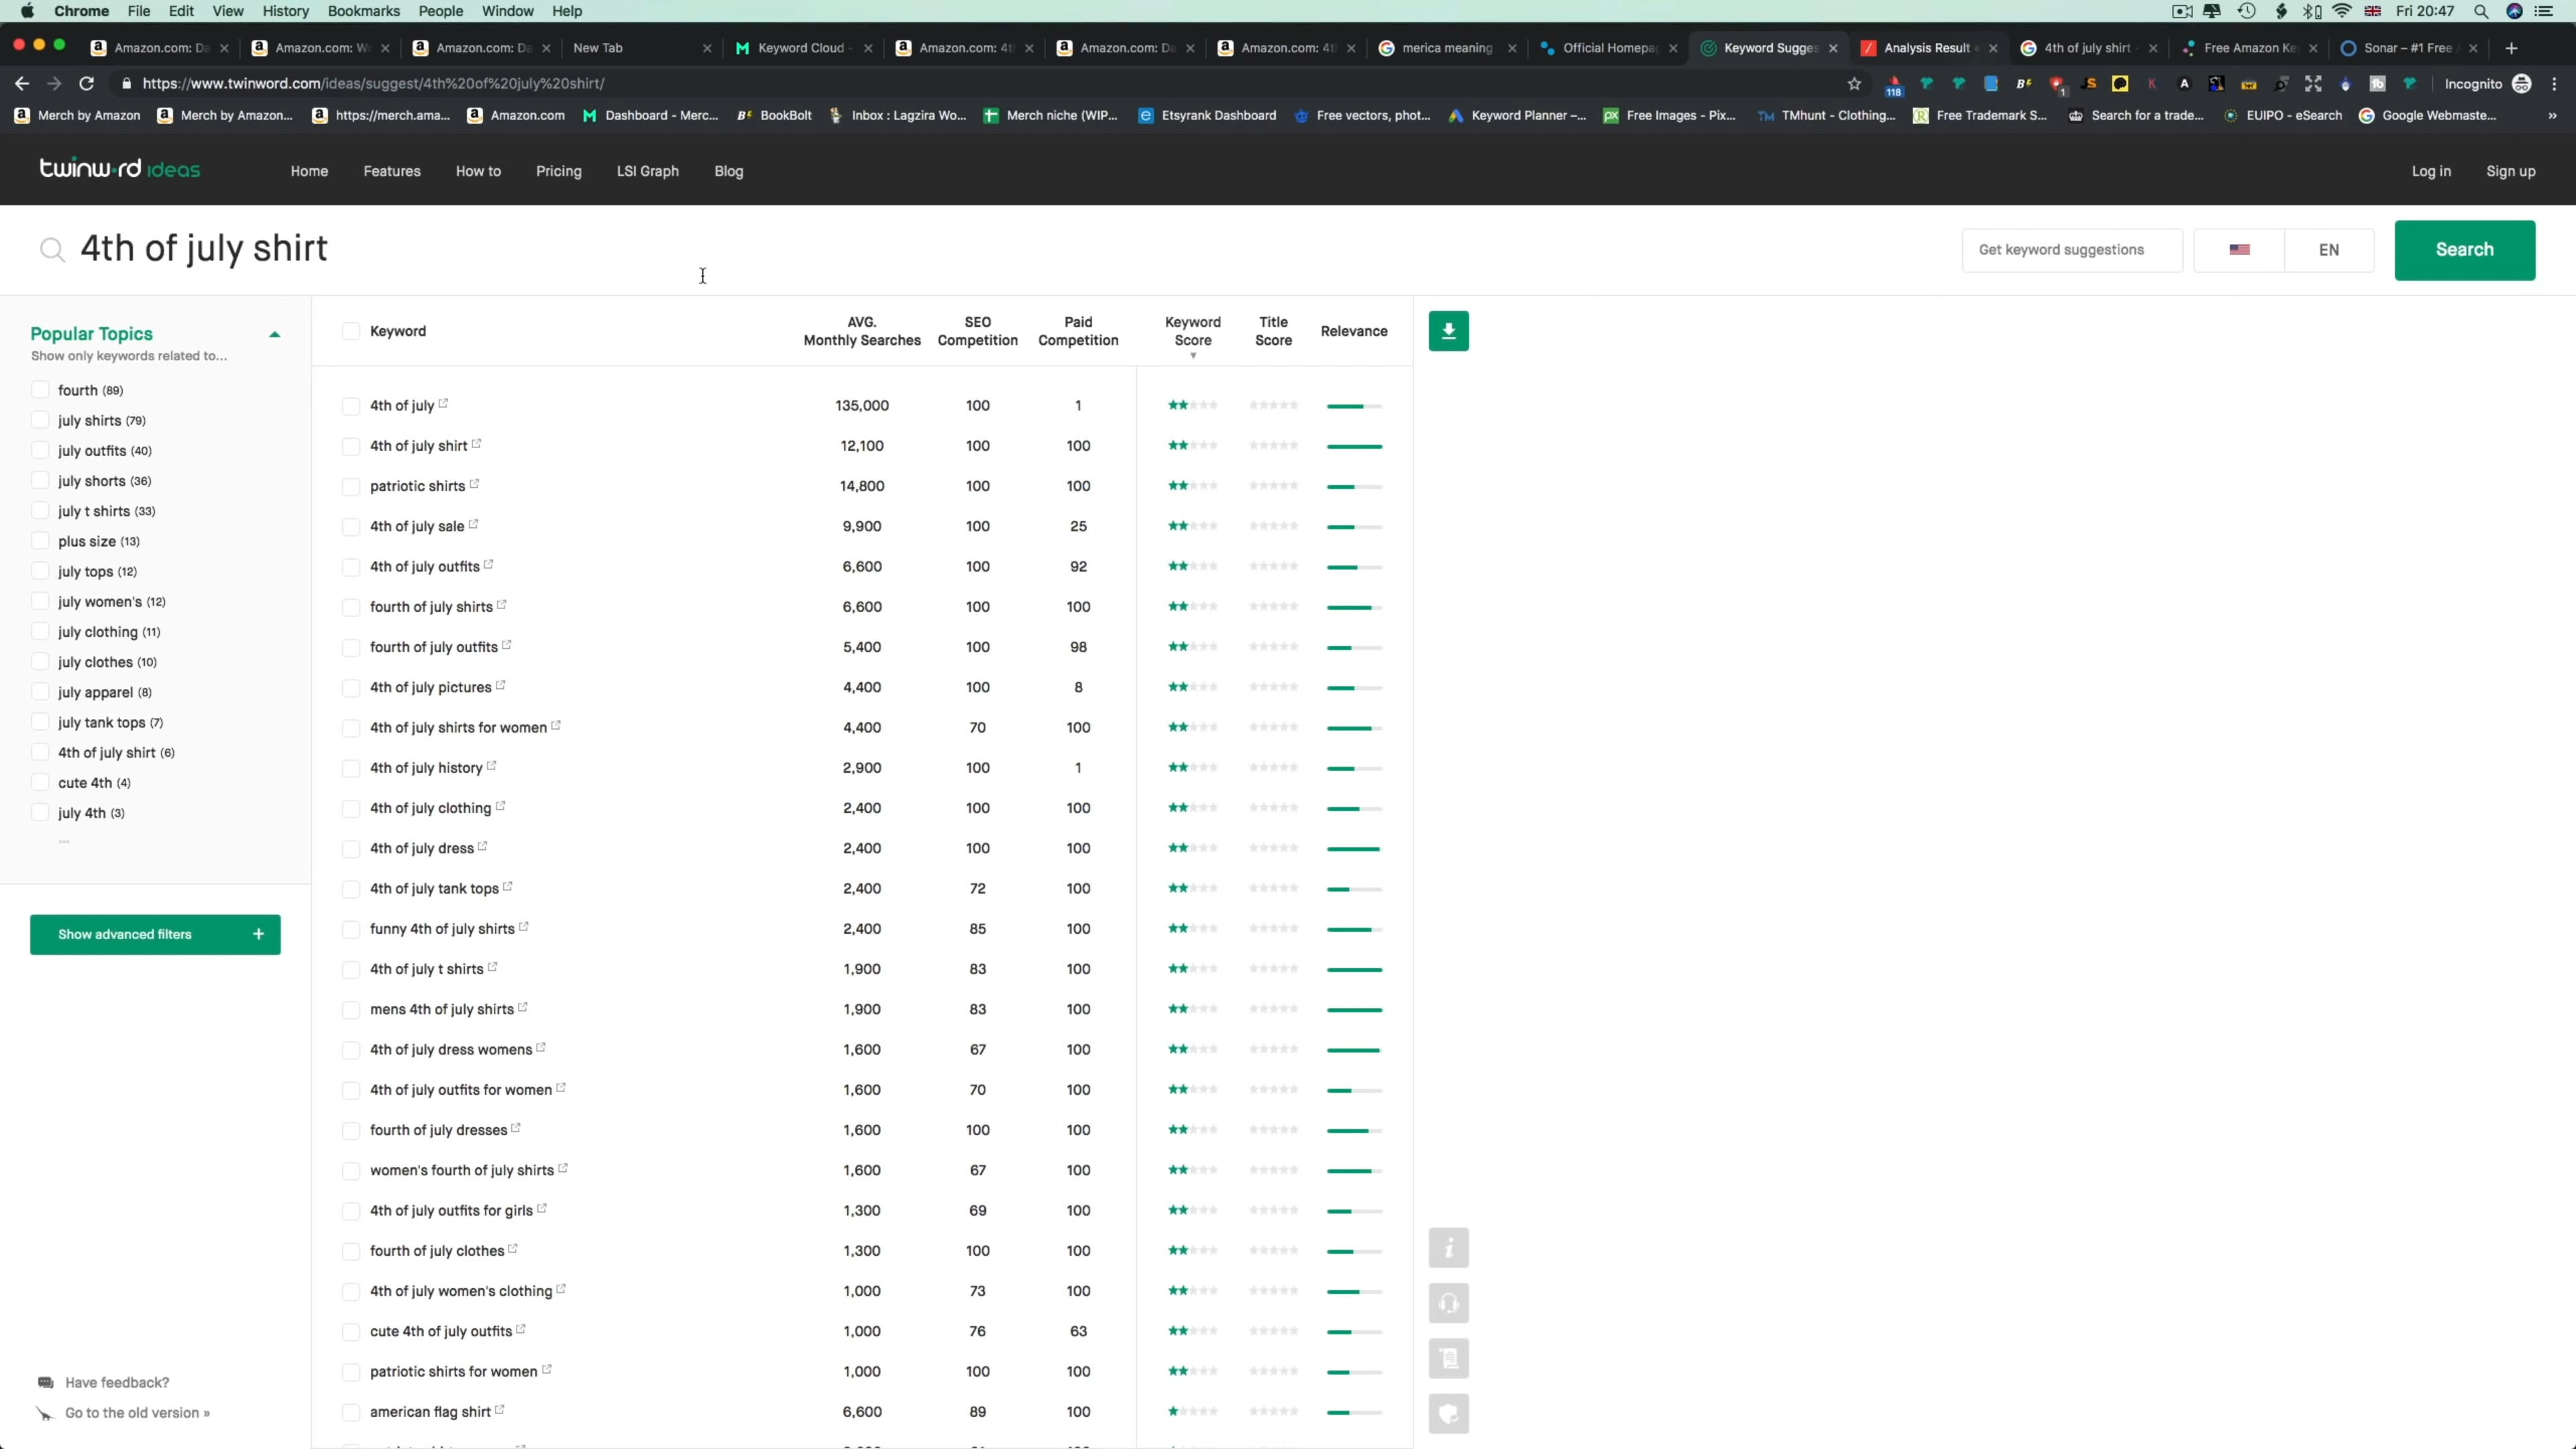 Chrome File Edit View History Bookmarks People Window Help Fri 20:47
Amazon.com: Da Amazon.com: Wo Amazon.com: Da New Tab Keyword Cloud - Amazon.com: 4t Amazon.com: Da Amazon.com: 4t merica meaning Official Homepag Keyword Sugges Analysis Result 4th of july shirt - Free Amazon Ke Sonar – #1 Free
https://www.twinword.com/ideas/suggest/4th%20of%20july%20shirt/ 118 1 Incognito
Merch by Amazon Merch by Amazon... https://merch.ama... Amazon.com Dashboard - Merc... BookBolt Inbox : Lagzira Wo... Merch niche (WIP... Etsyrank Dashboard Free vectors, phot... Keyword Planner –... Free Images - Pix... TMhunt - Clothing... Free Trademark S... Search for a trade... EUIPO - eSearch Google Webmaste... »
twinword ideas Home Features How to Pricing LSI Graph Blog Log in Sign up
4th of july shirt Get keyword suggestions EN Search
Popular Topics
Show only keywords related to...
fourth (89)
july shirts (79)
july outfits (40)
july shorts (36)
july t shirts (33)
plus size (13)
july tops (12)
july women's (12)
july clothing (11)
july clothes (10)
july apparel (8)
july tank tops (7)
4th of july shirt (6)
cute 4th (4)
july 4th (3)
...
Show advanced filters +
Have feedback?
Go to the old version »
Keyword AVG. Monthly Searches SEO Competition Paid Competition Keyword Score Title Score Relevance
4th of july 135,000 100 1
4th of july shirt 12,100 100 100
patriotic shirts 14,800 100 100
4th of july sale 9,900 100 25
4th of july outfits 6,600 100 92
fourth of july shirts 6,600 100 100
fourth of july outfits 5,400 100 98
4th of july pictures 4,400 100 8
4th of july shirts for women 4,400 70 100
4th of july history 2,900 100 1
4th of july clothing 2,400 100 100
4th of july dress 2,400 100 100
4th of july tank tops 2,400 72 100
funny 4th of july shirts 2,400 85 100
4th of july t shirts 1,900 83 100
mens 4th of july shirts 1,900 83 100
4th of july dress womens 1,600 67 100
4th of july outfits for women 1,600 70 100
fourth of july dresses 1,600 100 100
women's fourth of july shirts 1,600 67 100
4th of july outfits for girls 1,300 69 100
fourth of july clothes 1,300 100 100
4th of july women's clothing 1,000 73 100
cute 4th of july outfits 1,000 76 63
patriotic shirts for women 1,000 100 100
american flag shirt 6,600 89 100